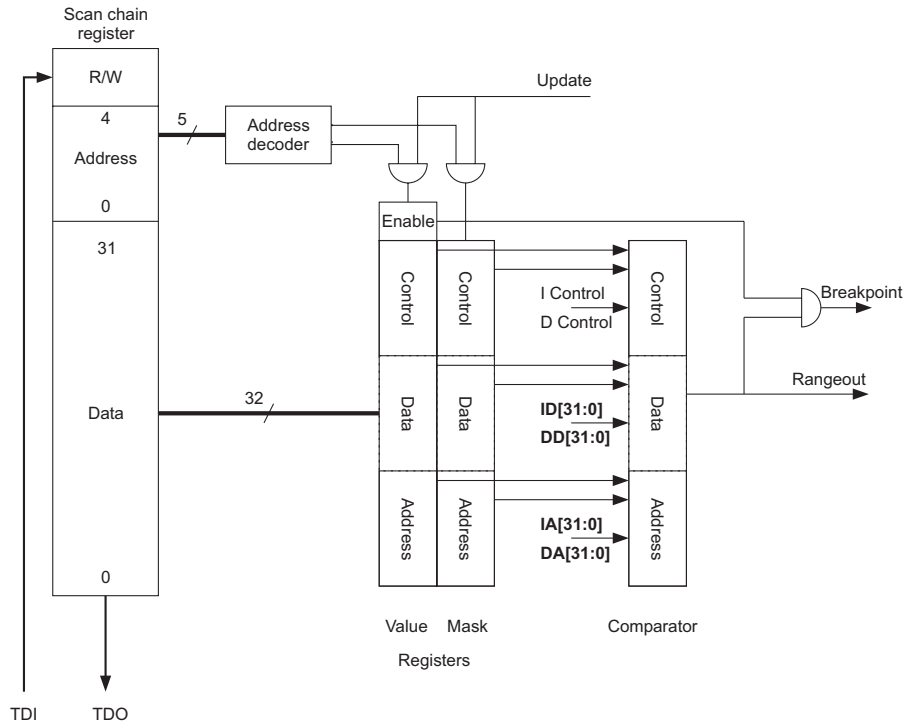 Scan chain
register
R/W
Update
4
5
Address
decoder
Address
0
Enable
31
Control
Control
I Control
D Control
Control
Breakpoint
Rangeout
32
Data
Data
Data
ID[31:0]
DD[31:0]
Data
Address
Address
IA[31:0]
DA[31:0]
Address
0
Value
Mask
Comparator
Registers
TDI
TDO